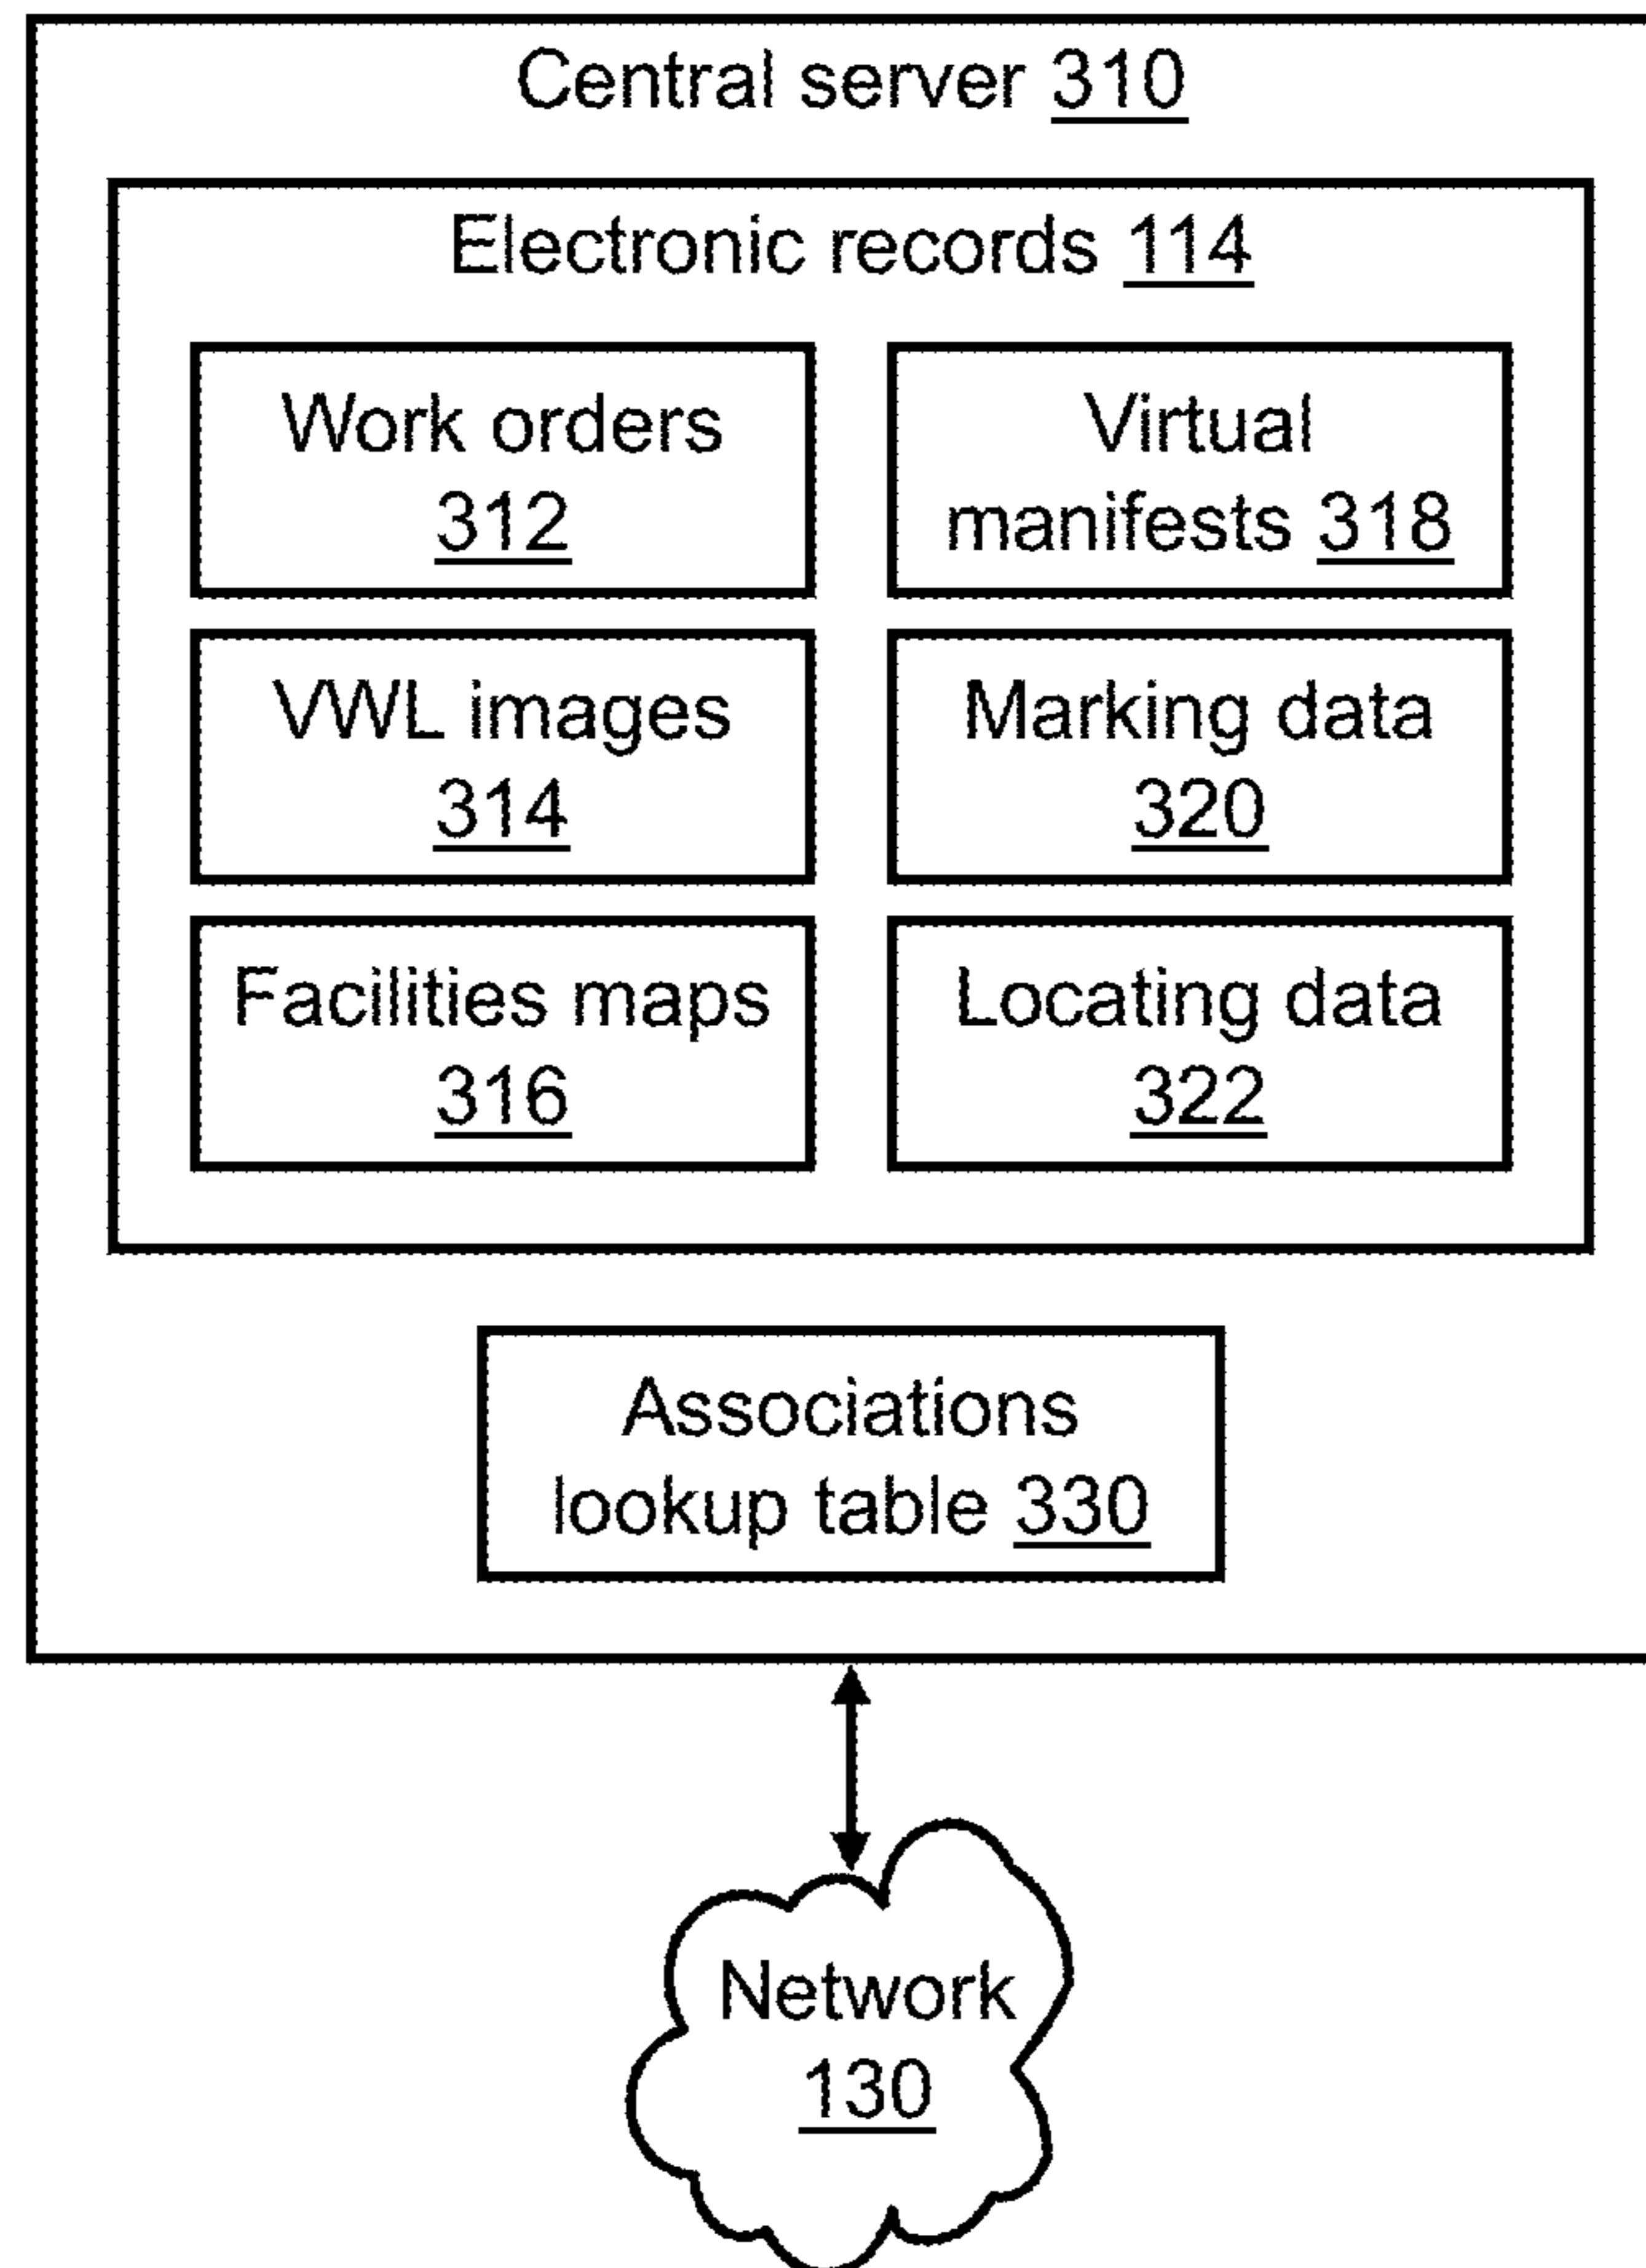 Central server 310
Electronic records 114
Work orders
312
Virtual
manifests 318
VWL images
314
Marking data
320
Facilities maps
316
Locating data
322
Associations
lookup table 330
Network
130